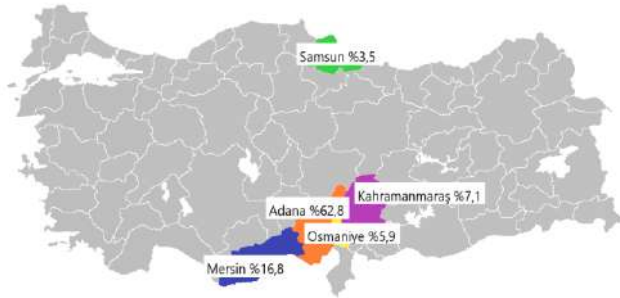 Samsun %3,5
Kahramanmaraş %7,1
Adana %62,8
Osmaniye %5,9
Mersin %16,8